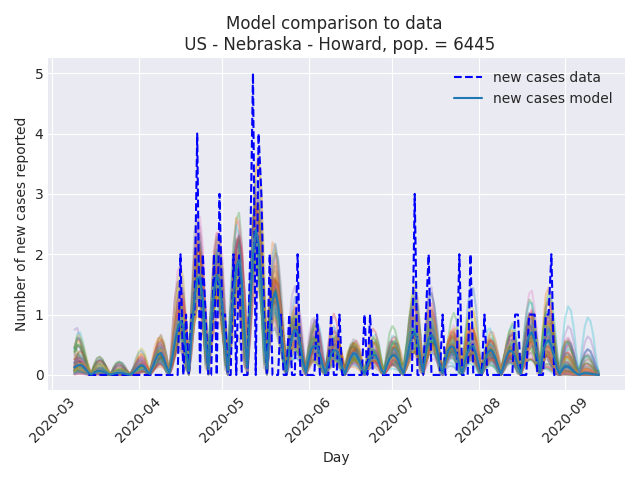 Model comparison to data
US - Nebraska - Howard, pop. = 6445
new cases data
new cases model
Number of new cases reported
5
4
3
2
1
0
2020-03
2020-04
2020-05
2020-06
2020-07
2020-08
2020-09
Day